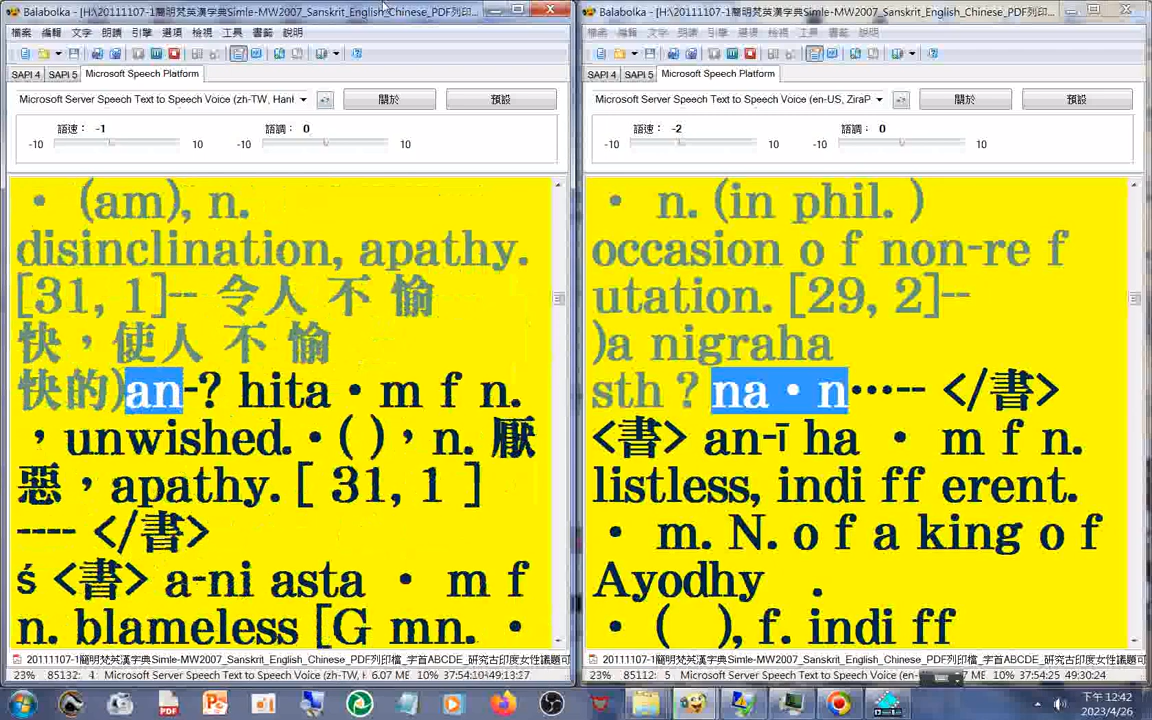 Balabolka - [H:\20111107-1簡明梵英漢字典Simle-MW2007_Sanskrit_English_Chinese_PDF列印...
檔案 編輯 文字 朗讀 引擎 選項 檢視 工具 書籤 說明
SAPI 4 SAPI 5 Microsoft Speech Platform
Microsoft Server Speech Text to Speech Voice (zh-TW, Hanl 關於 預設
語速： -1 語調： 0
-10 10 -10 10
• (am), n.
disinclination, apathy.
[31, 1]-- 令人 不 愉
快，使人 不 愉
快的)an-? hita • m f n.
，unwished. • ( )，n. 厭
惡，apathy. [ 31, 1 ]
---- </書>
ś <書> a-ni asta • m f
n. blameless [G mn. •
20111107-1簡明梵英漢字典Simle-MW2007_Sanskrit_English_Chinese_PDF列印檔_字首ABCDE_研究古印度女性議題可
23% 85132: 4 Microsoft Server Speech Text to Speech Voice (zh-TW, H 6.07 ME 10% 37:54:10
Balabolka - [H:\20111107-1簡明梵英漢字典Simle-MW2007_Sanskrit_English_Chinese_PDF列印...
檔案 編輯 文字 朗讀 引擎 選項 檢視 工具 書籤 說明
SAPI 4 SAPI 5 Microsoft Speech Platform
Microsoft Server Speech Text to Speech Voice (en-US, ZiraP 關於 預設
語速： -2 語調： 0
-10 10 -10 10
• n. (in phil. )
occasion o f non-re f
utation. [29, 2]--
)a nigraha
sth ? na • n…-- </書>
<書> an-ī ha • m f n.
listless, indi ff erent.
• m. N. o f a king o f
Ayodhy .
• ( ), f. indi ff
20111107-1簡明梵英漢字典Simle-MW2007_Sanskrit_English_Chinese_PDF列印檔_字首ABCDE_研究古印度女性議題可
23% 85112: 5 Microsoft Server Speech Text to Speech Voice ME 10% 37:54:25 49:30:24
下午 12:42
2023/4/26